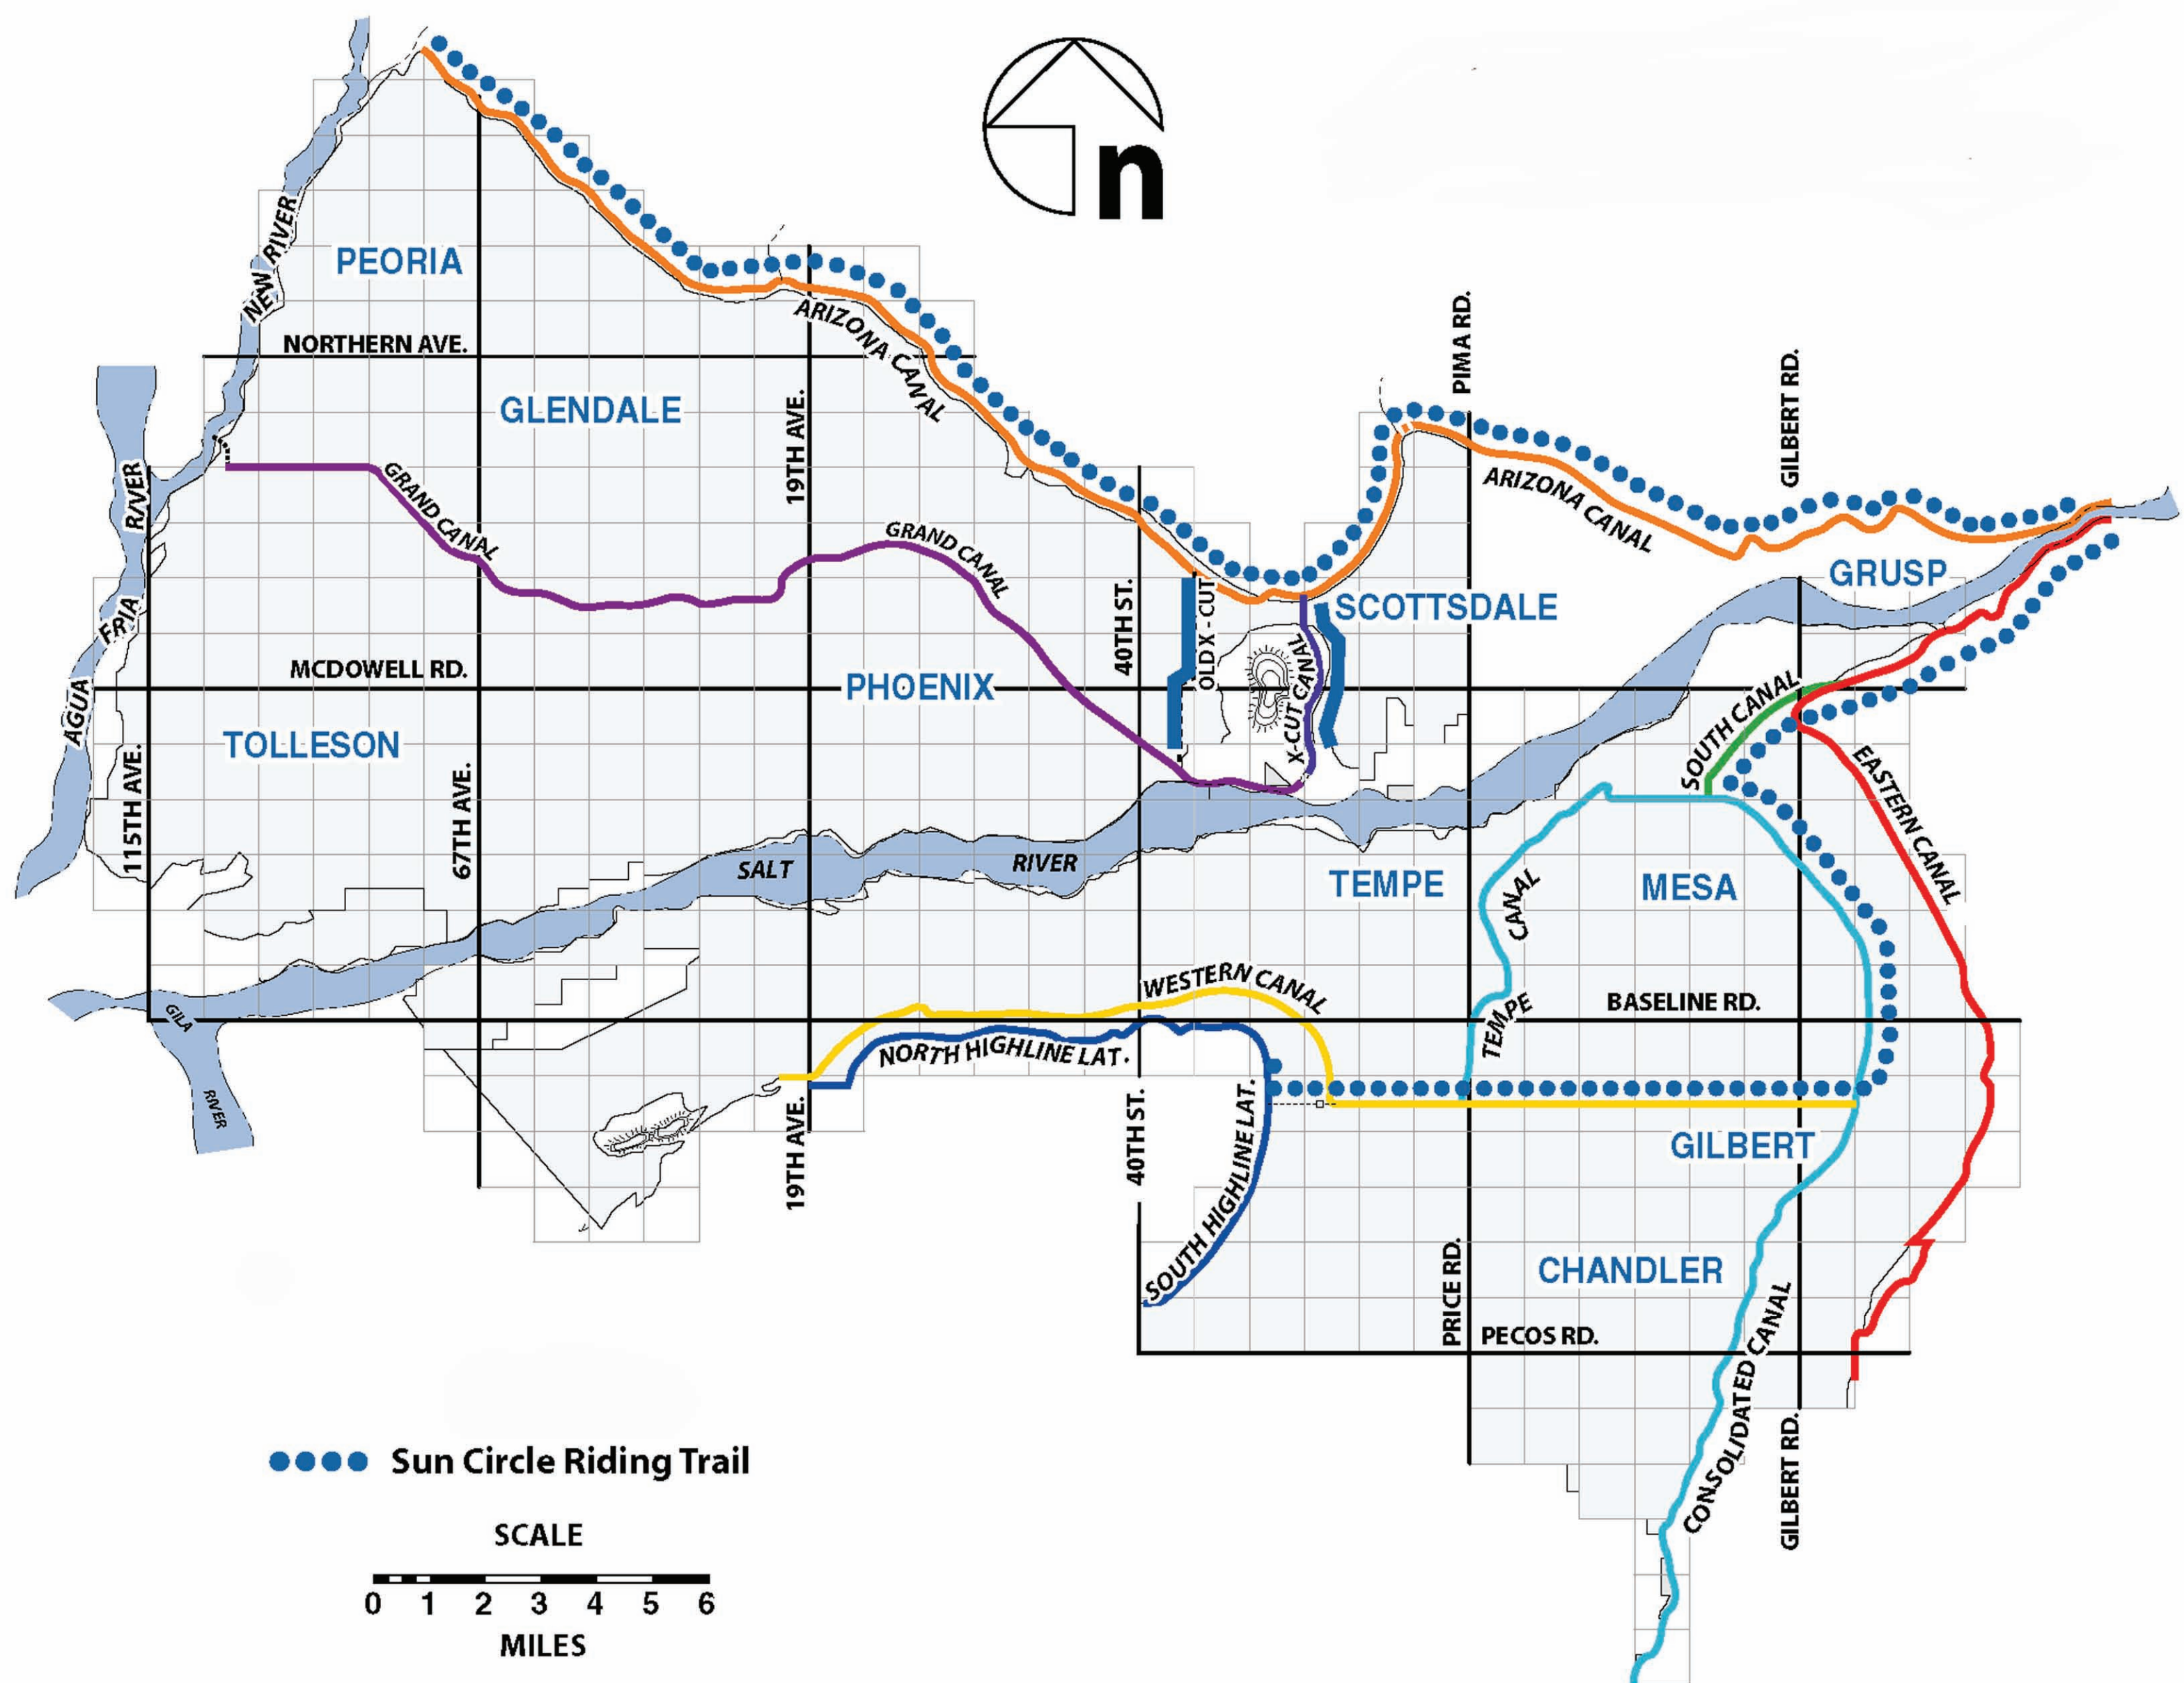 n
PEORIA
NEW RIVER
NORTHERN AVE.
ARIZONA CANAL
GLENDALE
19TH AVE.
PIMA RD.
GILBERT RD.
ARIZONA CANAL
GRAND CANAL
GRAND CANAL
AGUA FRIA RIVER
GRUSP
40TH ST.
OLD X - CUT
SCOTTSDALE
X-CUT CANAL
MCDOWELL RD.
PHOENIX
TOLLESON
115TH AVE.
67TH AVE.
SOUTH CANAL
EASTERN CANAL
SALT RIVER
TEMPE
MESA
TEMPE CANAL
WESTERN CANAL
BASELINE RD.
GILA RIVER
NORTH HIGHLINE LAT.
19TH AVE.
40TH ST.
SOUTH HIGHLINE LAT.
GILBERT
CHANDLER
PRICE RD.
PECOS RD.
CONSOLIDATED CANAL
GILBERT RD.
Sun Circle Riding Trail
SCALE
0 1 2 3 4 5 6
MILES